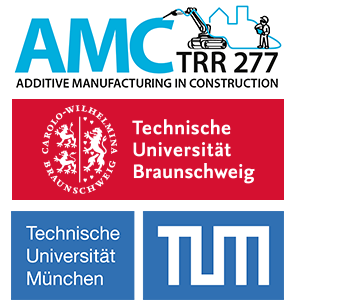 AMC TRR 277
ADDITIVE MANUFACTURING IN CONSTRUCTION
CAROLO-WILHELMINA
BRAUNSCHWEIG
Technische
Universität
Braunschweig
Technische
Universität
München
TUM